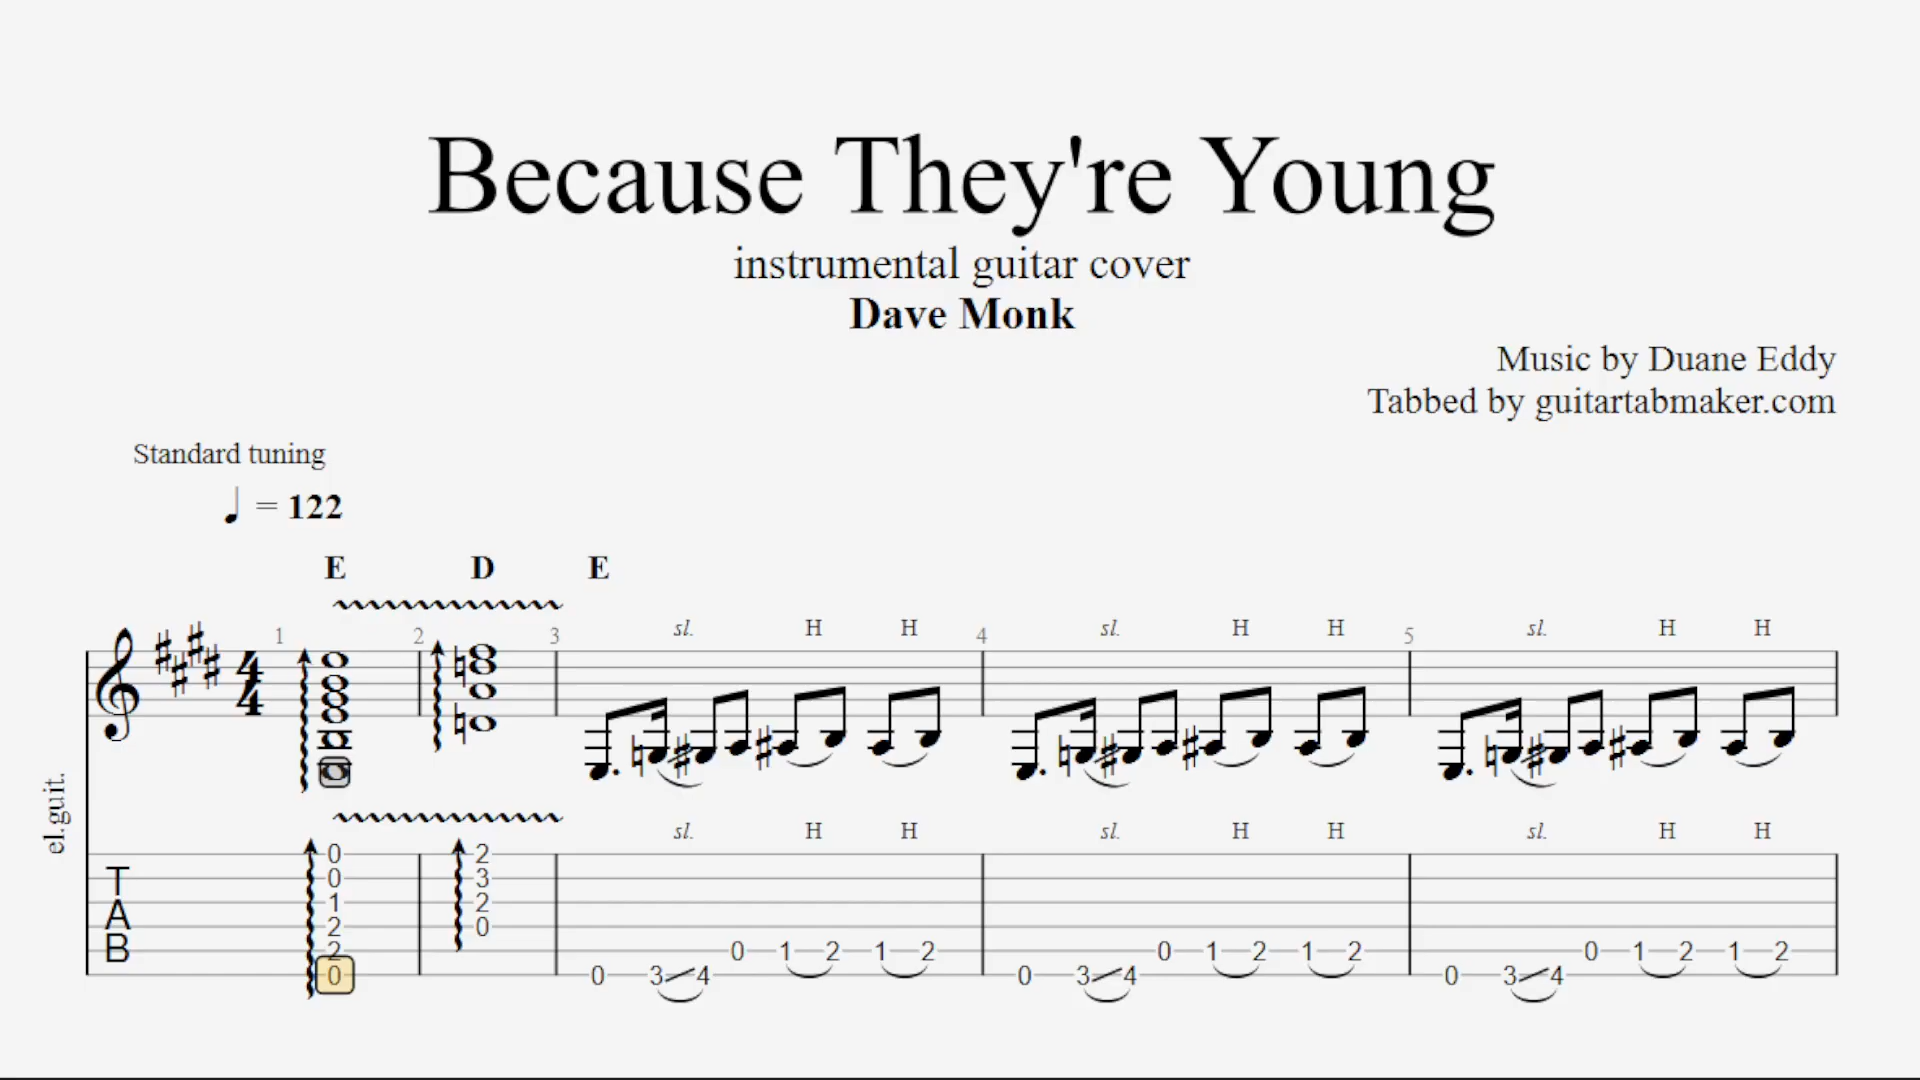 Because They're Young
instrumental guitar cover
Dave Monk
Music by Duane Eddy
Tabbed by guitartabmaker.com
Standard tuning
♩ = 122
E D E
1 2 3 sl. H H 4 sl. H H 5 sl. H H
4
4
el.guit.
sl. H H sl. H H sl. H H
T
A
B
0 2
0 3
1 2
2 0
2 0 1 2 1 2 0 1 2 1 2 0 1 2 1 2
0 0 3 4 0 3 4 0 3 4